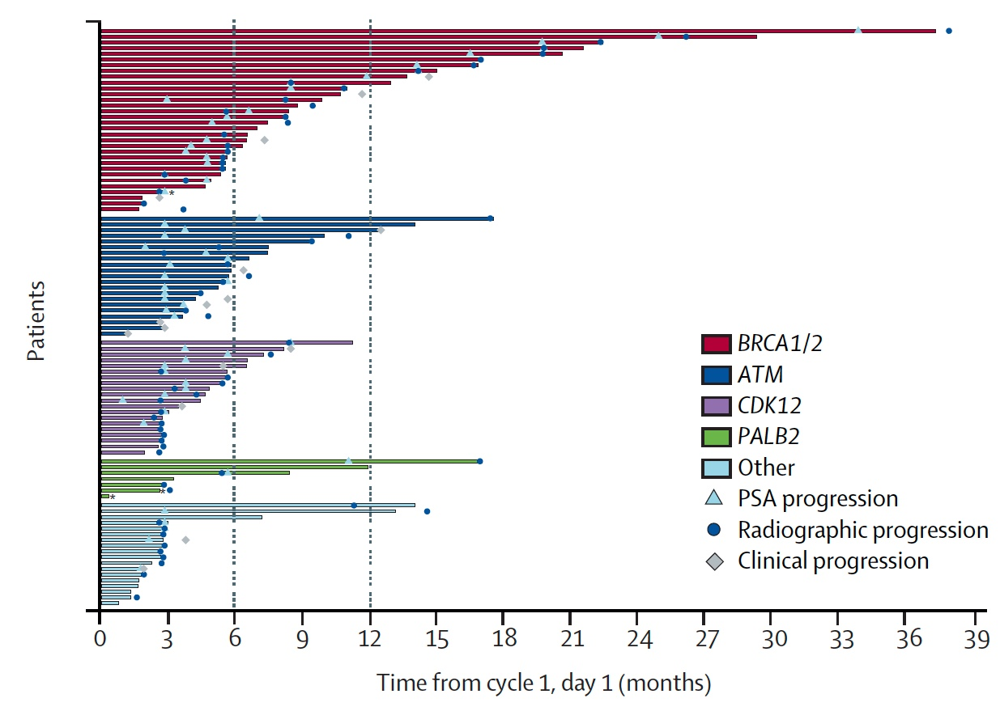 Patients
*
*
*
BRCA1/2
ATM
CDK12
PALB2
Other
PSA progression
Radiographic progression
Clinical progression
0 3 6 9 12 15 18 21 24 27 30 33 36 39
Time from cycle 1, day 1 (months)